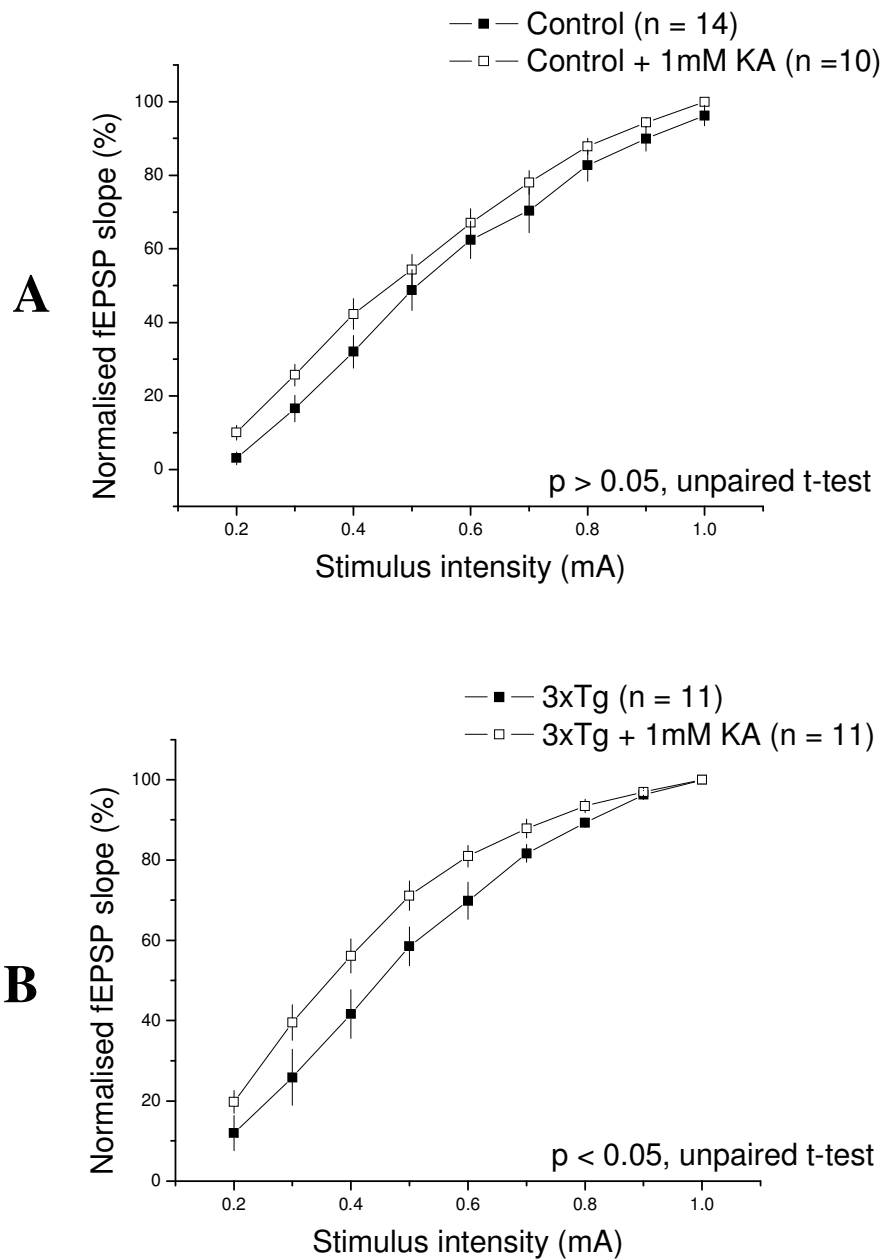 Control (n = 14)
Control + 1mM KA (n =10)
A
Normalised fEPSP slope (%)
100
80
60
40
20
0
p > 0.05, unpaired t-test
0.2 0.4 0.6 0.8 1.0
Stimulus intensity (mA)
3xTg (n = 11)
3xTg + 1mM KA (n = 11)
B
Normalised fEPSP slope (%)
100
80
60
40
20
0
p < 0.05, unpaired t-test
0.2 0.4 0.6 0.8 1.0
Stimulus intensity (mA)